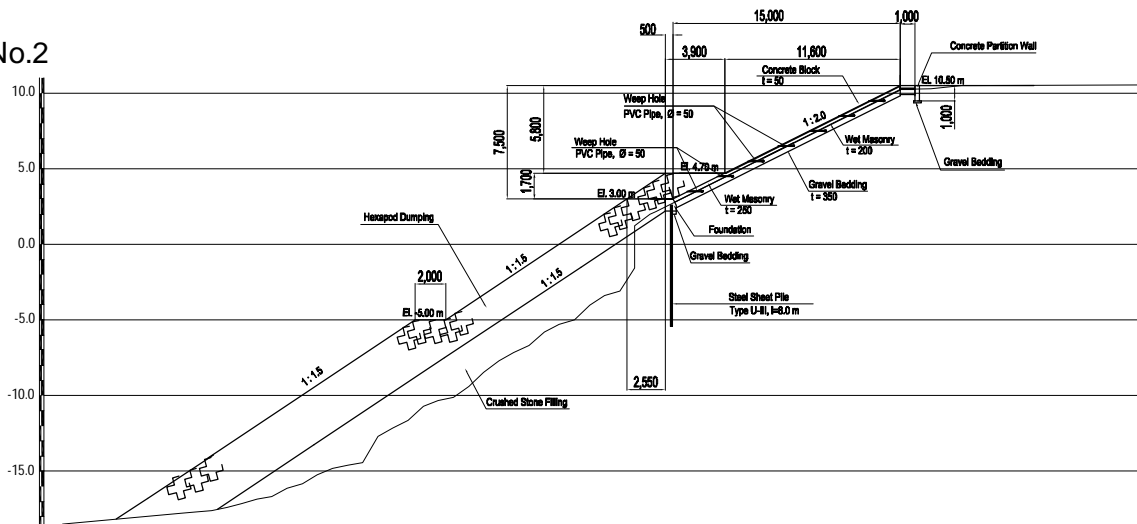 No.2
15,000
1,000
500
3,900
11,600
Concrete Partition Wall
Concrete Block
t = 50
10.0
EL 10.50 m
Weep Hole
PVC Pipe, Ø = 50
1 : 2.0
1,000
7,500
5,800
Weep Hole
PVC Pipe, Ø = 50
Wet Masonry
t = 200
Gravel Bedding
5.0
El. 4.70 m
1,700
El. 3.00 m
Gravel Bedding
t = 350
Wet Masonry
t = 250
Hexapod Dumping
Foundation
0.0
Gravel Bedding
1 : 1.5
1 : 1.5
2,000
Steel Sheet Pile
Type U-III, l=8.0 m
El. -5.00 m
-5.0
1 : 1.5
2,550
-10.0
Crushed Stone Filling
-15.0